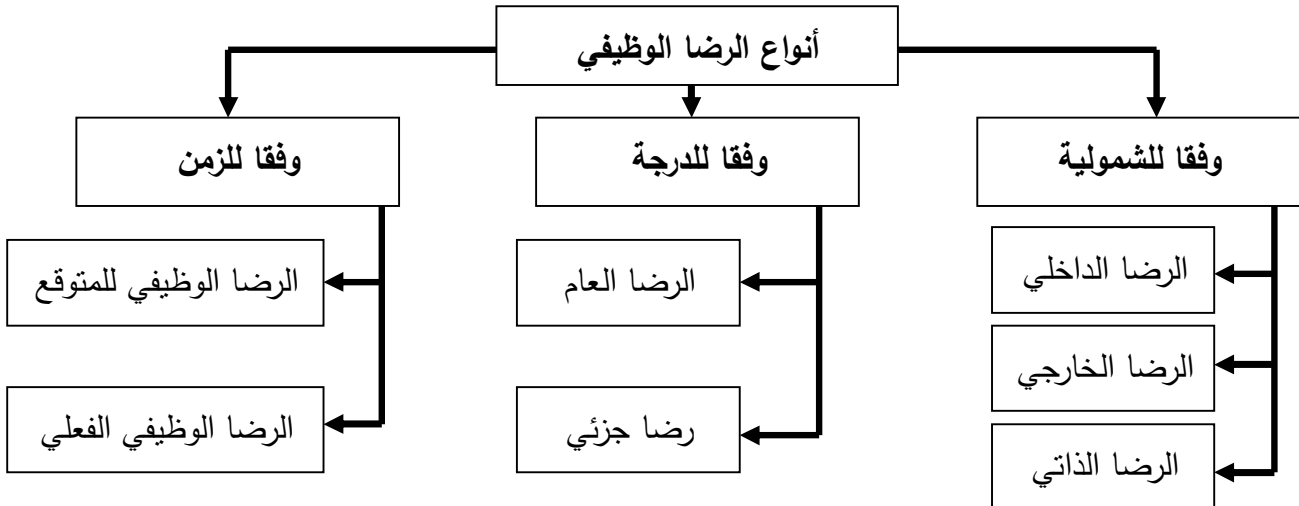 أنواع الرضا الوظيفي
وفقا للشمولية
وفقا للدرجة
وفقا للزمن
الرضا الداخلي
الرضا الخارجي
الرضا الذاتي
الرضا العام
رضا جزئي
الرضا الوظيفي للمتوقع
الرضا الوظيفي الفعلي